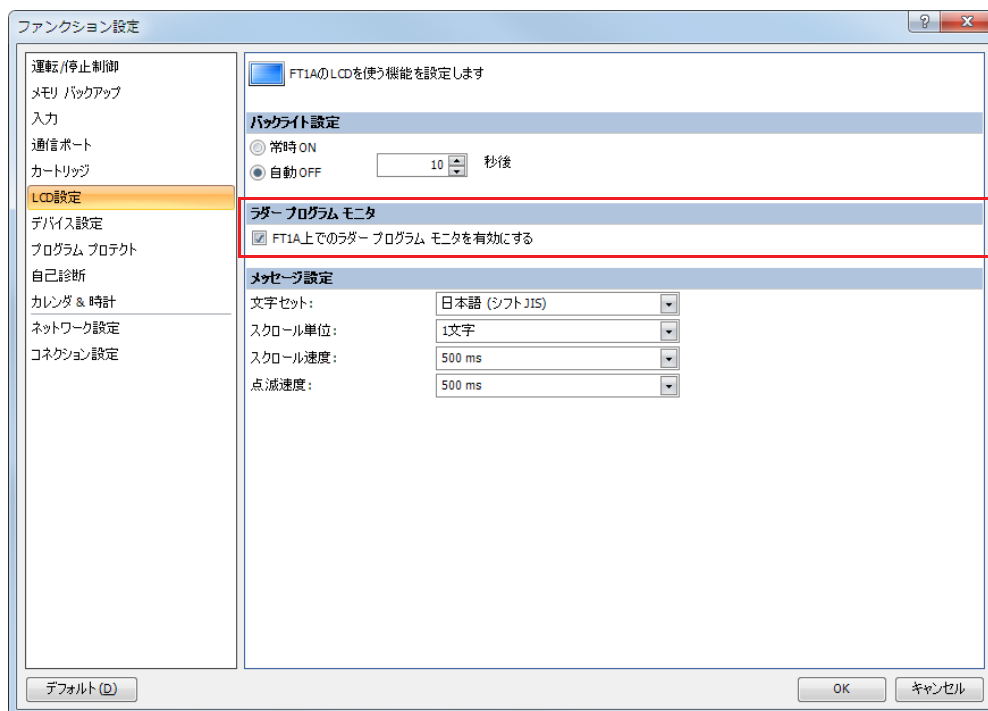 ファンクション設定
運転/停止制御
メモリ バックアップ
入力
通信ポート
カートリッジ
LCD設定
デバイス設定
プログラム プロテクト
自己診断
カレンダ & 時計
ネットワーク設定
コネクション設定
FT1AのLCDを使う機能を設定します
バックライト設定
常時ON
自動OFF 10 秒後
ラダー プログラム モニタ
FT1A上でのラダー プログラム モニタを有効にする
メッセージ設定
文字セット: 日本語 (シフトJIS)
スクロール単位: 1文字
スクロール速度: 500 ms
点滅速度: 500 ms
デフォルト(D) OK キャンセル